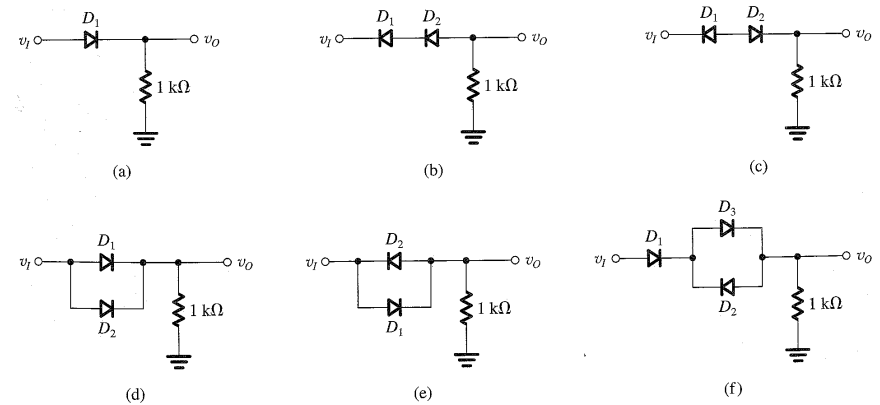 D1
vI
vO
1 kΩ
(a)
D1 D2
vI
vO
1 kΩ
(b)
D1 D2
vI
vO
1 kΩ
(c)
D1
vI
vO
D2
1 kΩ
(d)
D2
vI
vO
D1
1 kΩ
(e)
D3
D1
vI
vO
D2
1 kΩ
(f)